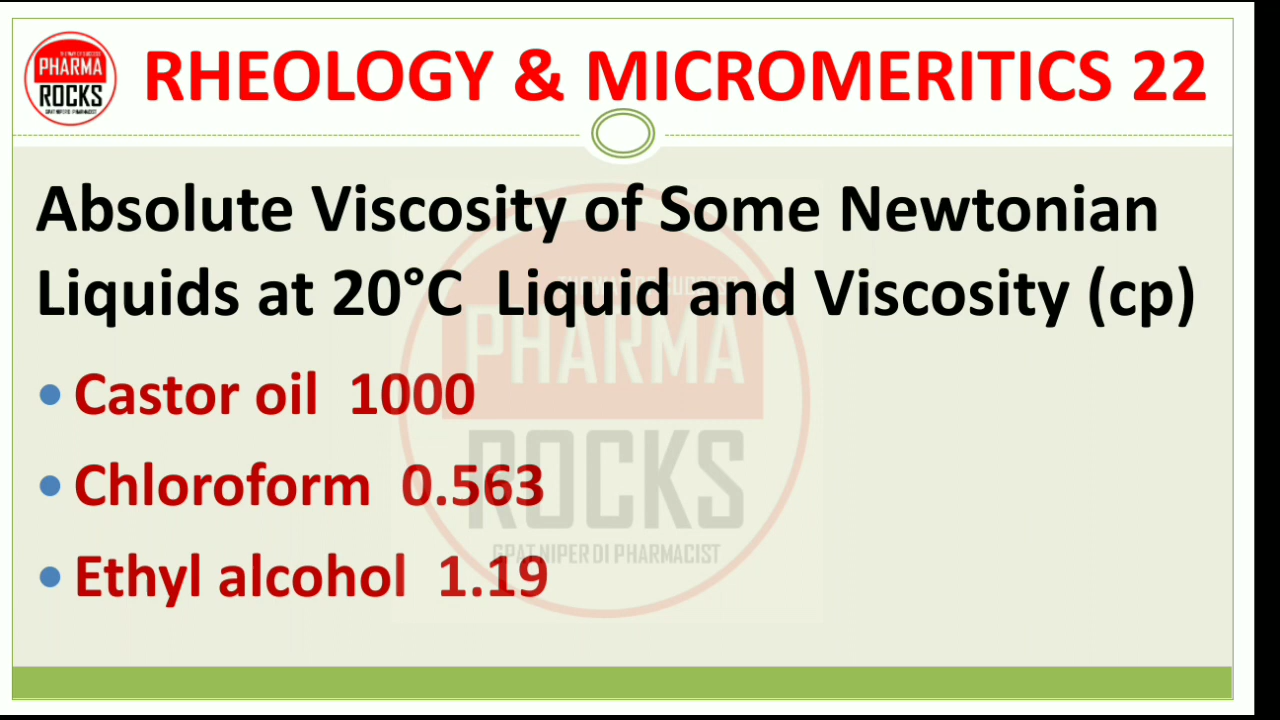 PHARMA
ROCKS
RHEOLOGY & MICROMERITICS 22
Absolute Viscosity of Some Newtonian
Liquids at 20°C Liquid and Viscosity (cp)
• Castor oil 1000
• Chloroform 0.563
• Ethyl alcohol 1.19
PHARMA
ROCKS
GPAT NIPER DI PHARMACIST